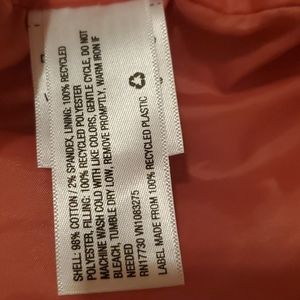 SHELL: 98% COTTON / 2% SPANDEX, LINING: 100% RECYCLED
POLYESTER, FILLING: 100% RECYCLED POLYESTER
MACHINE WASH COLD WITH LIKE COLORS, GENTLE CYCLE, DO NOT
BLEACH, TUMBLE DRY LOW, REMOVE PROMPTLY, WARM IRON IF
NEEDED
RN17730 VN1083275
LABEL MADE FROM 100% RECYCLED PLASTIC